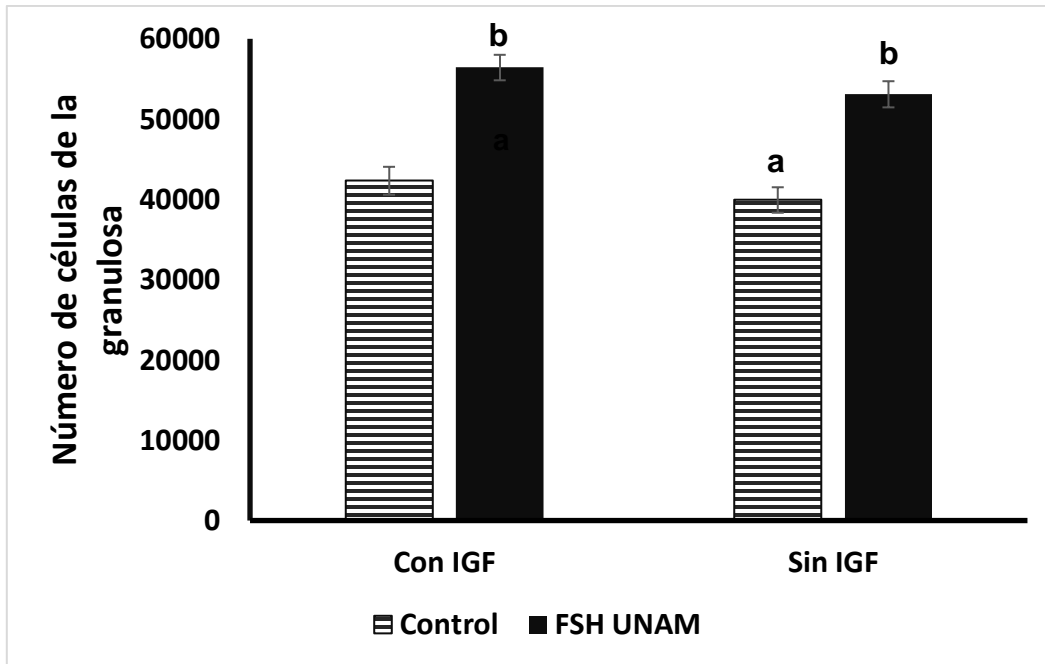 60000
50000
40000
30000
20000
10000
0
Número de células de la
granulosa
b
a
a
b
Con IGF
Sin IGF
Control
FSH UNAM